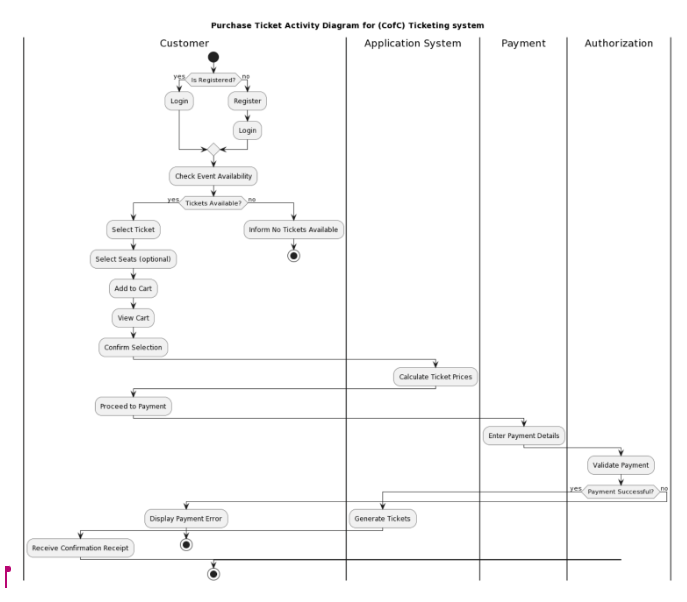 Purchase Ticket Activity Diagram for (CofC) Ticketing system
Customer
Application System
Payment
Authorization
yes
Is Registered?
no
Login
Register
Login
Check Event Availability
yes
Tickets Available?
no
Select Ticket
Inform No Tickets Available
Select Seats (optional)
Add to Cart
View Cart
Confirm Selection
Calculate Ticket Prices
Proceed to Payment
Enter Payment Details
Validate Payment
yes
Payment Successful?
no
Display Payment Error
Generate Tickets
Receive Confirmation Receipt